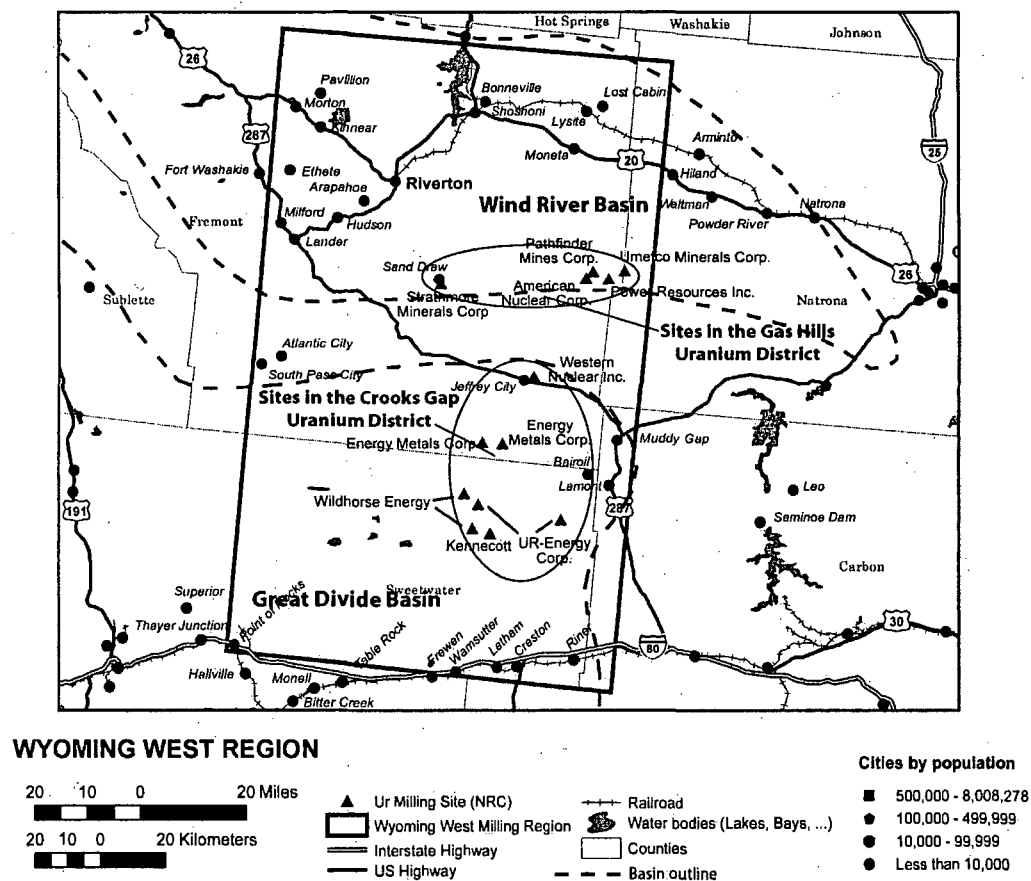 Hot Springs
Washakie
Johnson
26
Pavillion
Morton
Kinnear
Bonneville
Shoshoni
Lost Cabin
Lysite
287
Arminto
25
Moneta
20
Fort Washakie
Ethete
Arapahoe
Riverton
Hiland
Waltman
Wind River Basin
Powder River
Natrona
Fremont
Milford
Hudson
Lander
Pathfinder
Mines Corp.
Umetco Minerals Corp.
Sand Draw
26
Sublette
Strathmore
Minerals Corp
American
Nuclear Corp.
Power Resources Inc.
Natrona
Sites in the Gas Hills
Uranium District
Atlantic City
South Pass City
Western
Nuclear Inc.
Jeffrey City
Sites in the Crooks Gap
Uranium District
Energy Metals Corp
Energy
Metals Corp.
Muddy Gap
Bairoil
Lamont
Leo
Wildhorse Energy
287
191
Seminoe Dam
Kennecott
UR-Energy
Corp.
Carbon
Superior
Sweetwater
Great Divide Basin
Thayer Junction
Point of Rocks
Table Rock
Frewen
Wamsutter
Latham
Creston
Riner
30
80
Hallville
Monell
Bitter Creek
WYOMING WEST REGION
20 10 0 20 Miles
20 10 0 20 Kilometers
Ur Milling Site (NRC)
Wyoming West Milling Region
Interstate Highway
US Highway
Railroad
Water bodies (Lakes, Bays, ...)
Counties
Basin outline
Cities by population
500,000 - 8,008,278
100,000 - 499,999
10,000 - 99,999
Less than 10,000